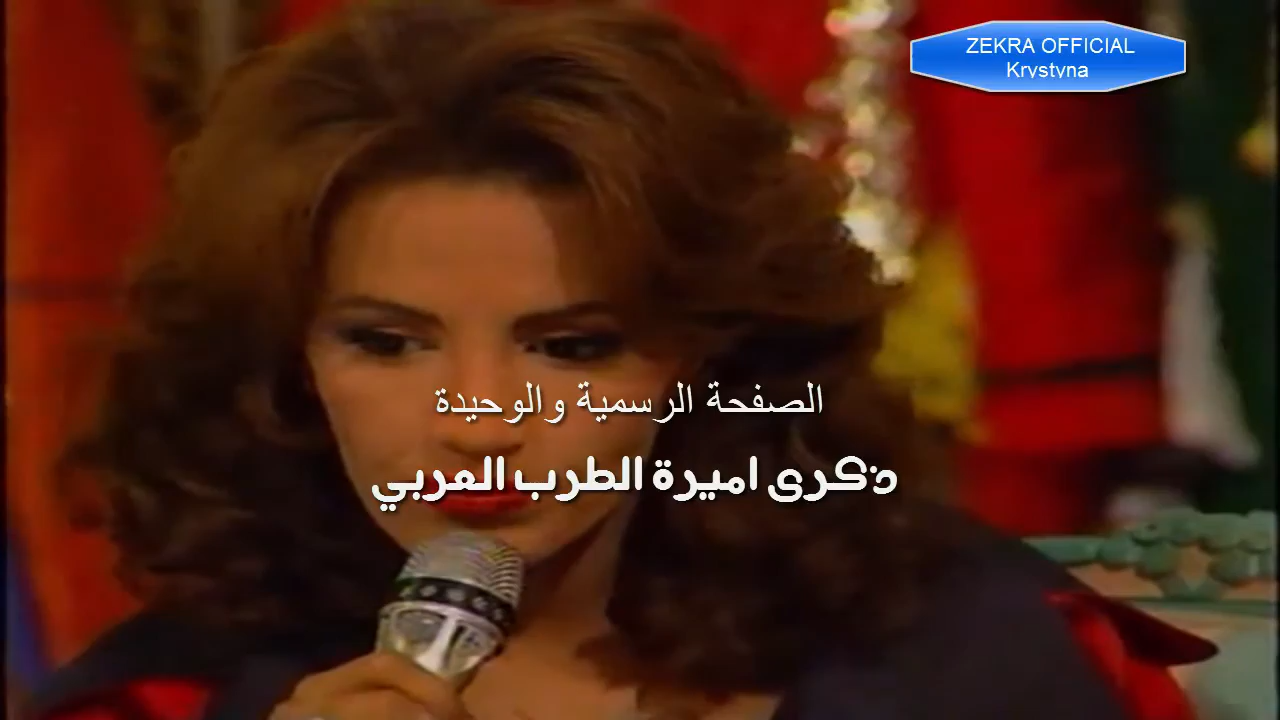 ZEKRA OFFICIAL
Krystyna
الصفحة الرسمية والوحيدة
ذكرى اميرة الطرب العربي